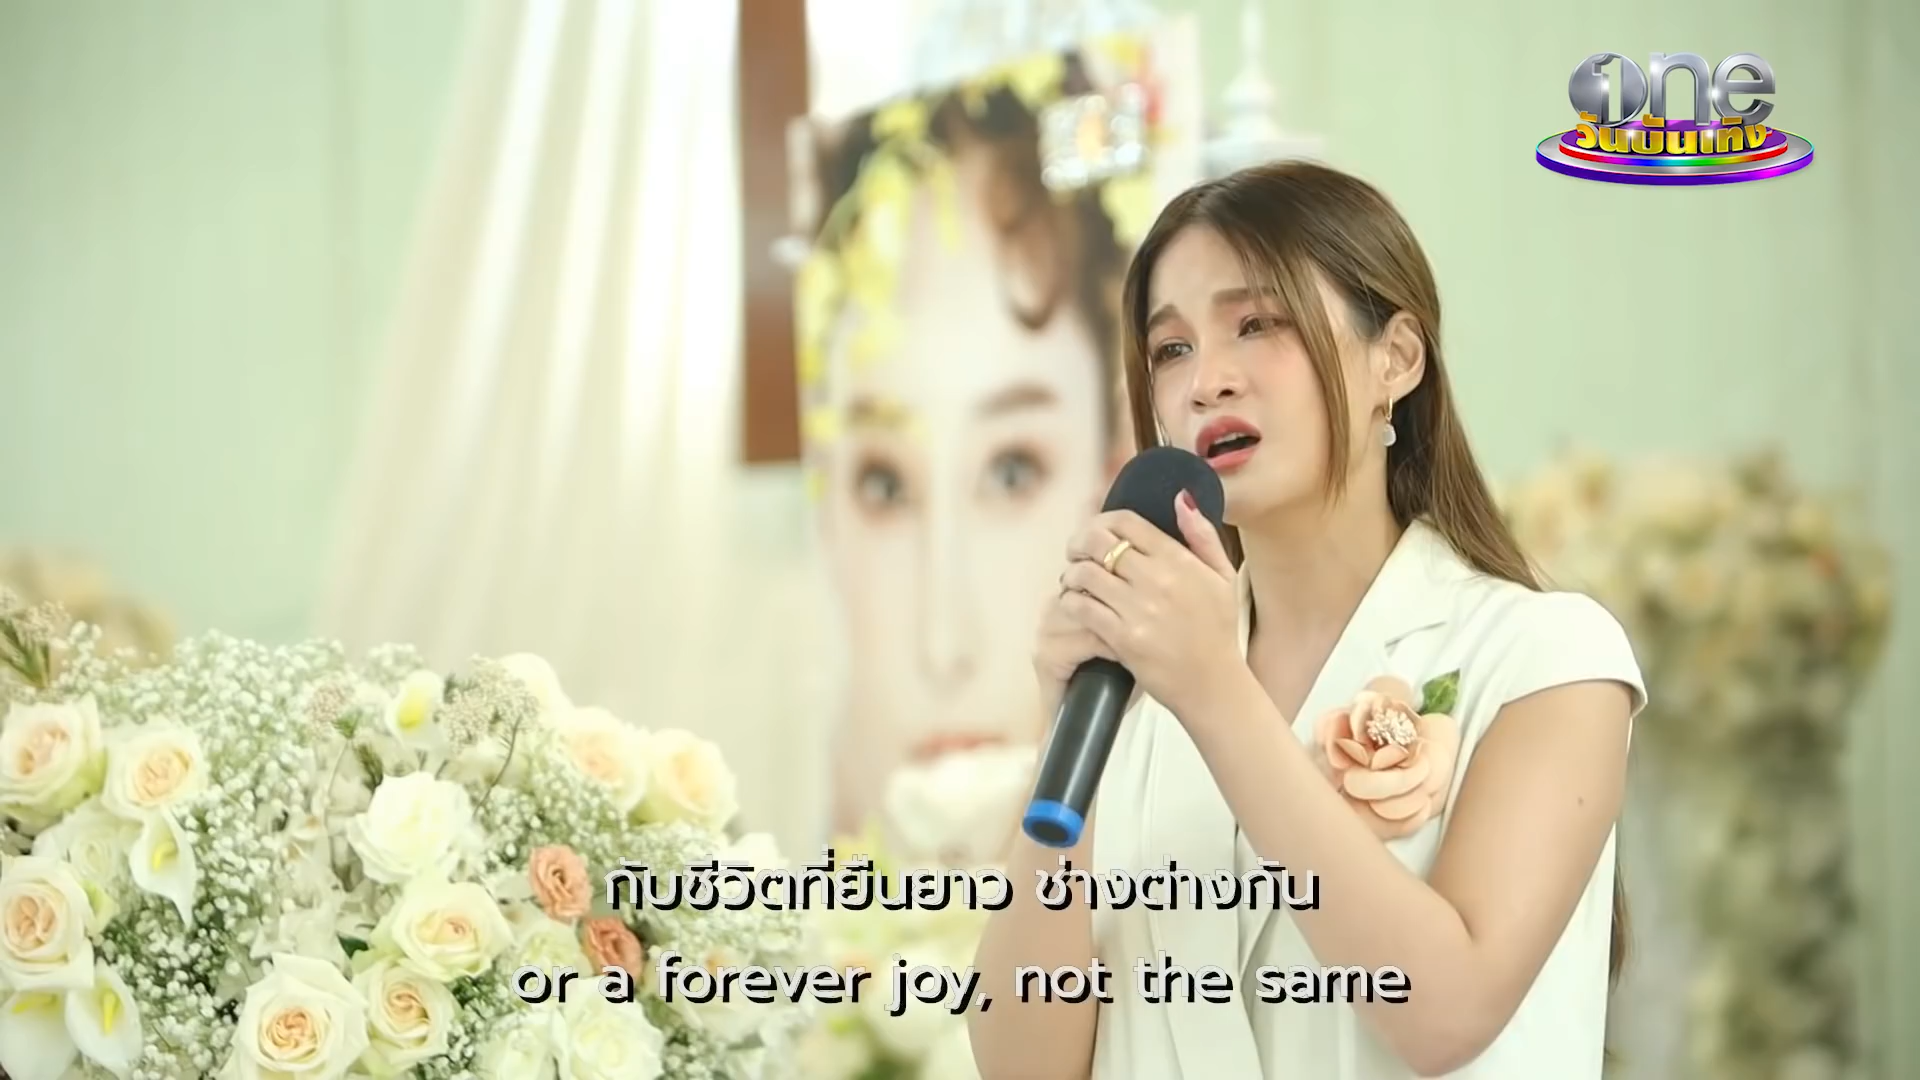 one
วันบันเทิง
กับชีวิตที่ยืนยาว ช่างต่างกัน
or a forever joy, not the same